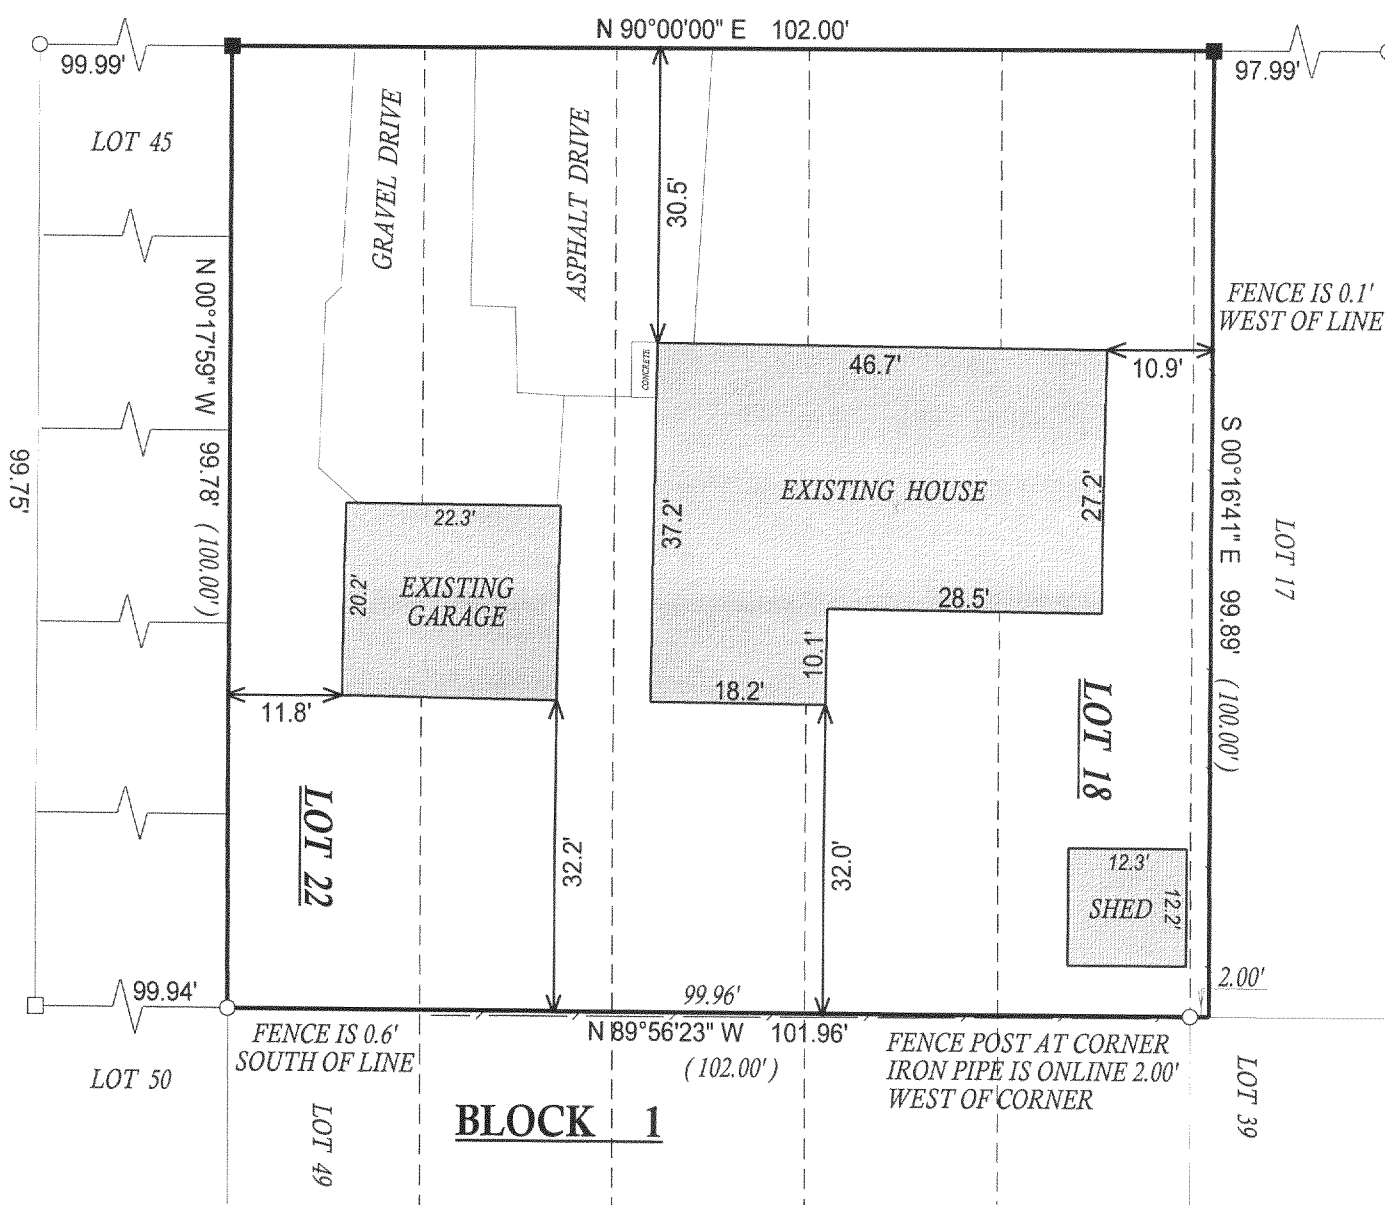 N 90°00'00" E 102.00'
99.99'
97.99'
LOT 45
GRAVEL DRIVE
ASPHALT DRIVE
30.5'
N 00°17'59" W 99.78' (100.00')
FENCE IS 0.1'
WEST OF LINE
CONCRETE
46.7'
10.9'
99.75'
EXISTING HOUSE
37.2'
27.2'
S 00°16'41" E 99.89' (100.00')
LOT 17
22.3'
20.2'
EXISTING
GARAGE
28.5'
10.1'
18.2'
11.8'
LOT 22
LOT 18
32.2'
32.0'
12.3'
SHED
12.2'
2.00'
99.94'
99.96'
N 89°56'23" W 101.96'
(102.00')
FENCE IS 0.6'
SOUTH OF LINE
FENCE POST AT CORNER
IRON PIPE IS ONLINE 2.00'
WEST OF CORNER
LOT 50
LOT 49
BLOCK 1
LOT 39